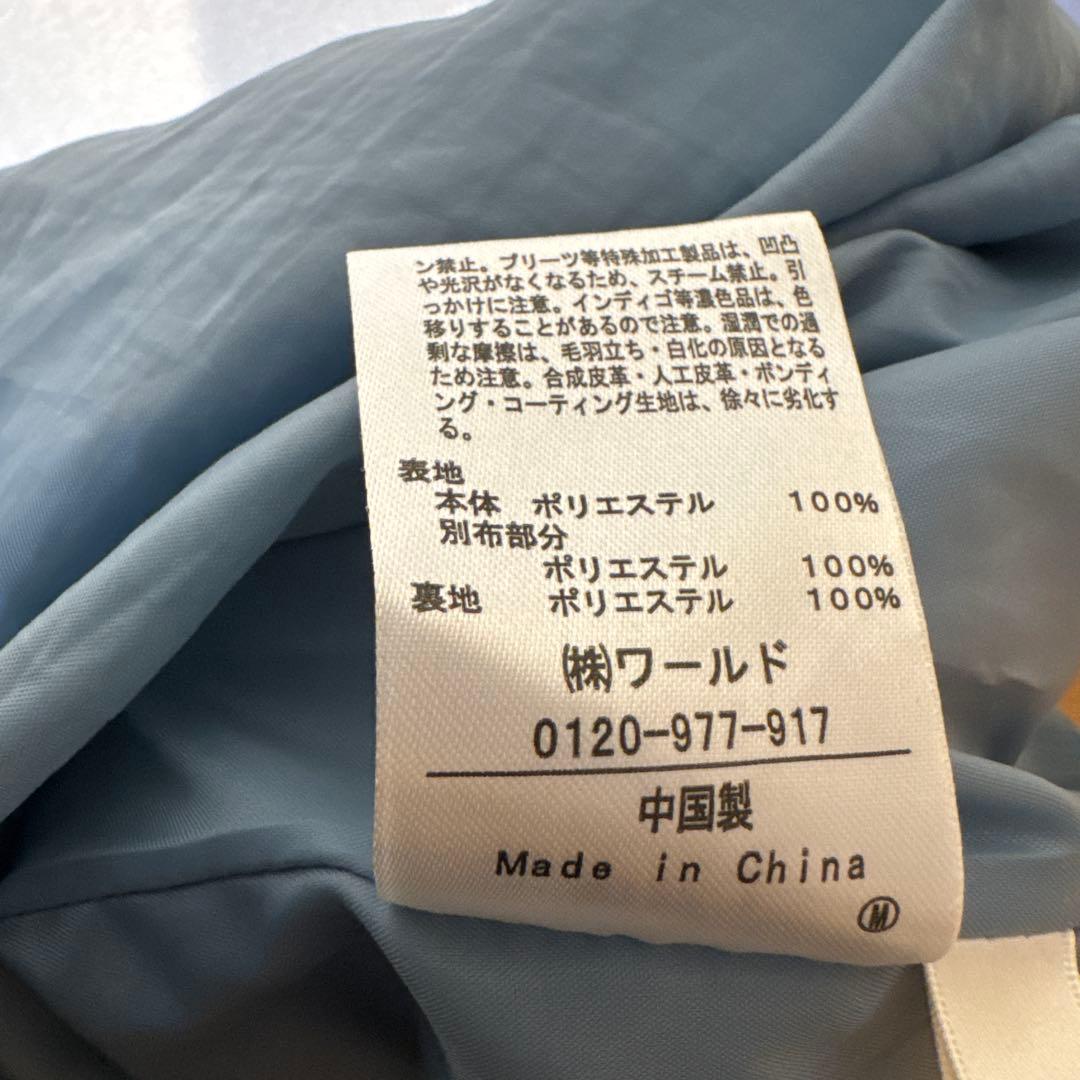 ン禁止。プリーツ等特殊加工製品は、凹凸
や光沢がなくなるため、スチーム禁止。引
っかけに注意。インディゴ等濃色品は、色
移りすることがあるので注意。湿潤での過
剰な摩擦は、毛羽立ち・白化の原因となる
ため注意。合成皮革・人工皮革・ボンディ
ング・コーティング生地は、徐々に劣化す
る。
表地
本体 ポリエステル 100%
別布部分
ポリエステル 100%
裏地 ポリエステル 100%
㈱ワールド
0120-977-917
中国製
Made in China
Ⓜ